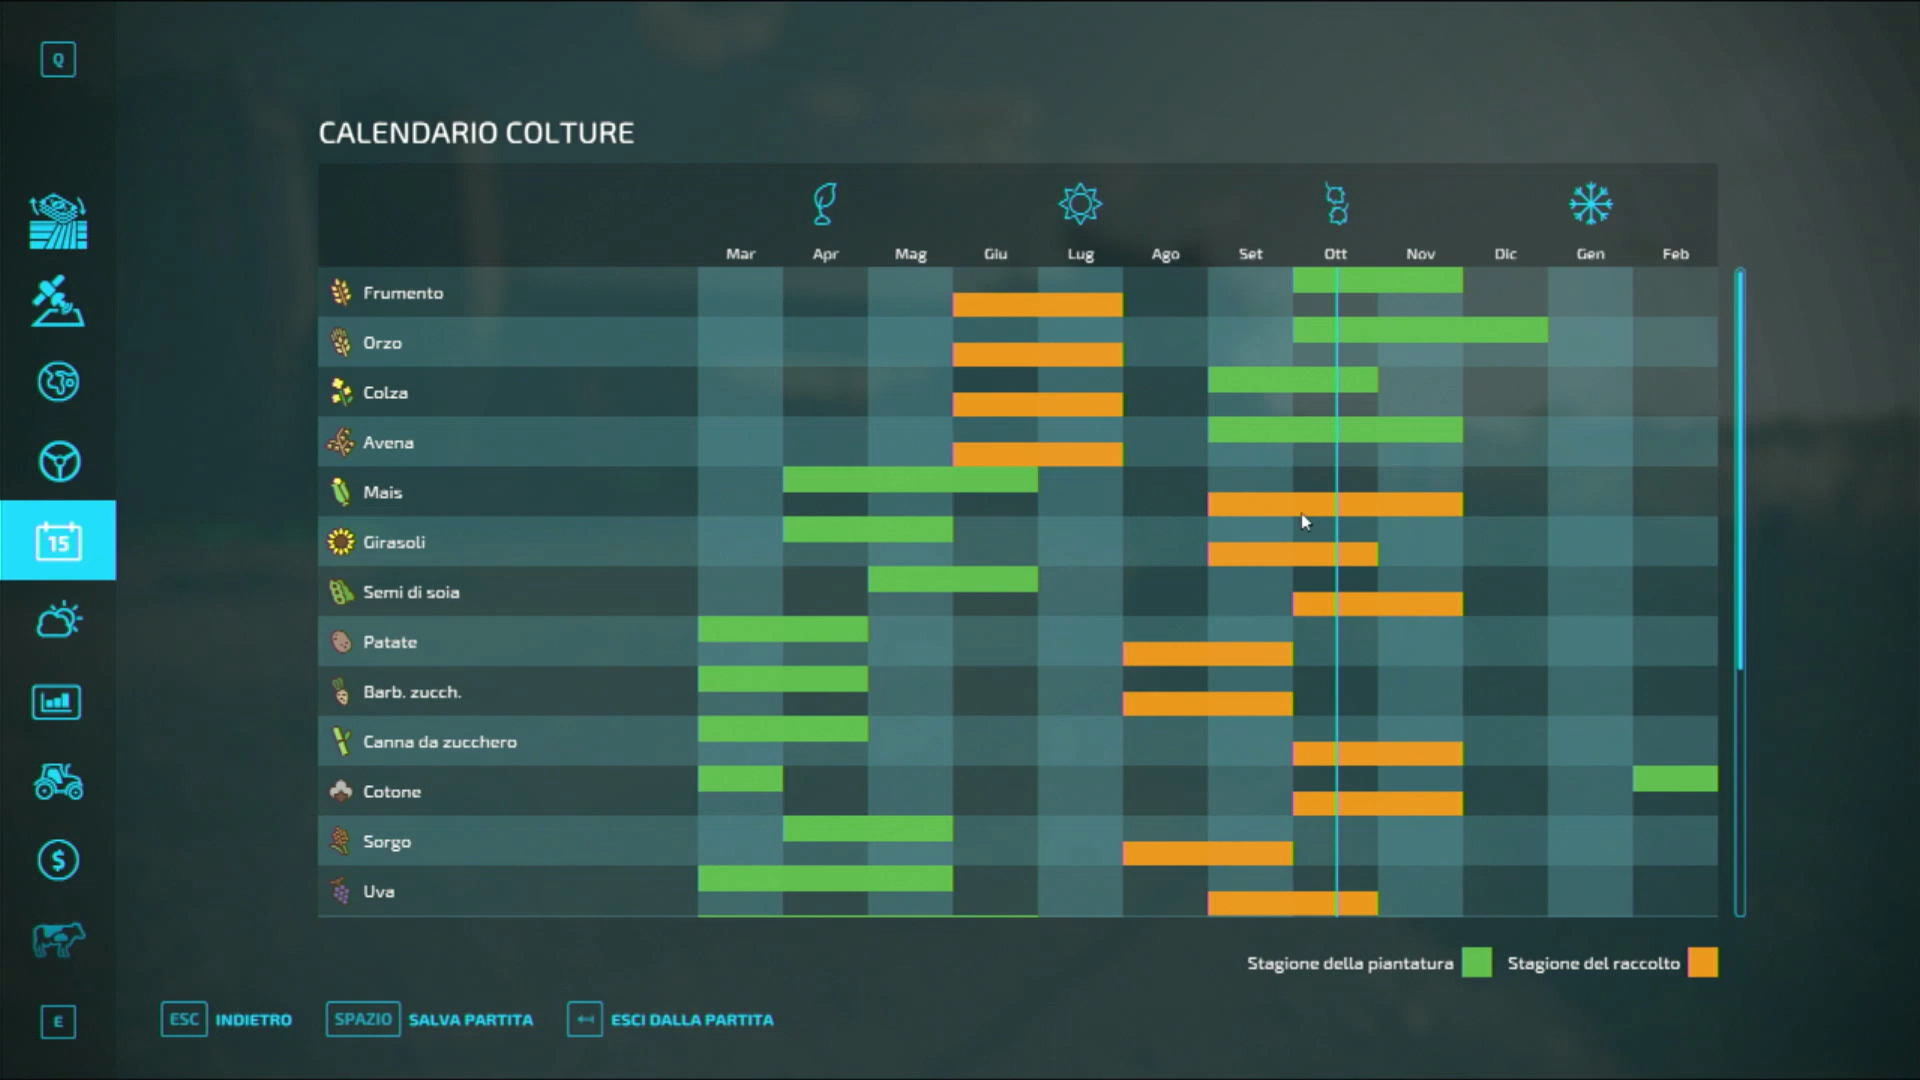 Q
CALENDARIO COLTURE
Mar Apr Mag Giu Lug Ago Set Ott Nov Dic Gen Feb
Frumento
Orzo
Colza
Avena
Mais
15
Girasoli
Semi di soia
Patate
Barb. zucch.
Canna da zucchero
Cotone
Sorgo
$
Uva
Stagione della piantatura Stagione del raccolto
E
ESC INDIETRO SPAZIO SALVA PARTITA ESCI DALLA PARTITA